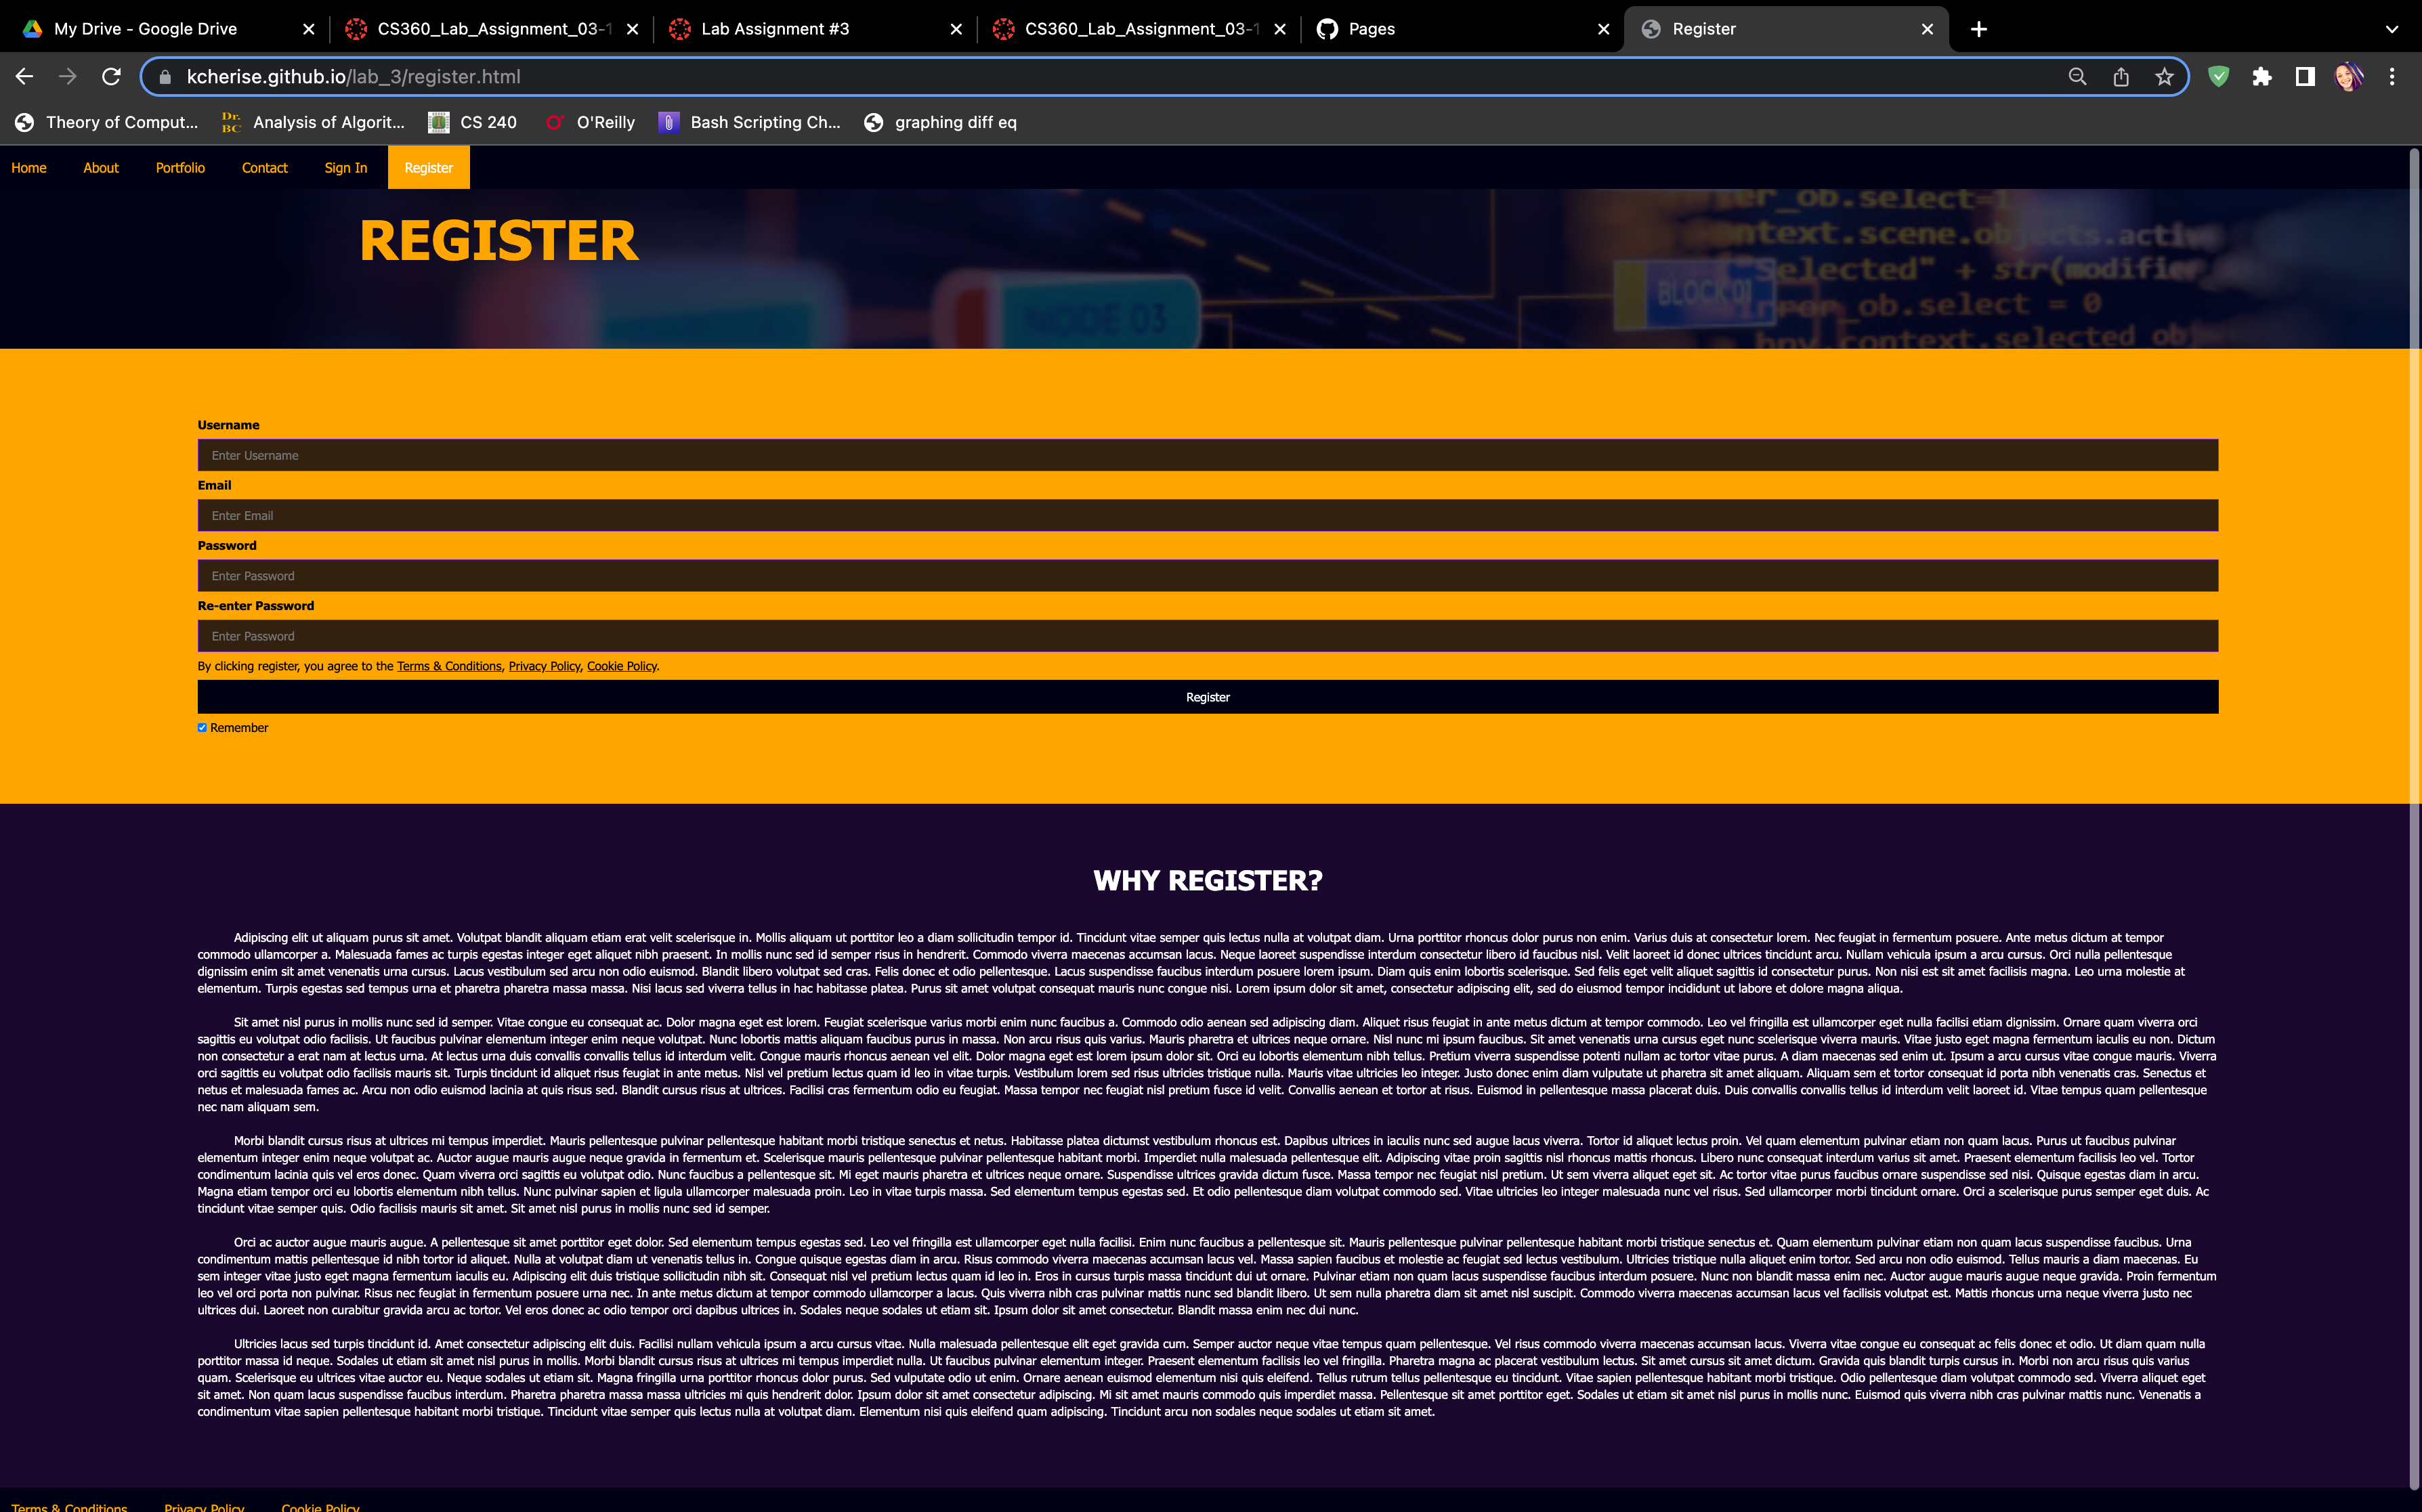 My Drive - Google Drive
CS360_Lab_Assignment_03-1
Lab Assignment #3
CS360_Lab_Assignment_03-1
Pages
Register
kcherise.github.io/lab_3/register.html
Theory of Comput...
Dr. BC
Analysis of Algorit...
CS 240
O'Reilly
Bash Scripting Ch...
graphing diff eq
Home
About
Portfolio
Contact
Sign In
Register
REGISTER
NODE 03
BLOCK 01
_ob.select=1
ntext.scene.objects.active
"Selected" + str(modifier
_ob.select = 0
bpy.context.selected_obj
Username
Enter Username
Email
Enter Email
Password
Enter Password
Re-enter Password
Enter Password
By clicking register, you agree to the Terms & Conditions, Privacy Policy, Cookie Policy.
Register
Remember
WHY REGISTER?
Adipiscing elit ut aliquam purus sit amet. Volutpat blandit aliquam etiam erat velit scelerisque in. Mollis aliquam ut porttitor leo a diam sollicitudin tempor id. Tincidunt vitae semper quis lectus nulla at volutpat diam. Urna porttitor rhoncus dolor purus non enim. Varius duis at consectetur lorem. Nec feugiat in fermentum posuere. Ante metus dictum at tempor
commodo ullamcorper a. Malesuada fames ac turpis egestas integer eget aliquet nibh praesent. In mollis nunc sed id semper risus in hendrerit. Commodo viverra maecenas accumsan lacus. Neque laoreet suspendisse interdum consectetur libero id faucibus nisl. Velit laoreet id donec ultrices tincidunt arcu. Nullam vehicula ipsum a arcu cursus. Orci nulla pellentesque
dignissim enim sit amet venenatis urna cursus. Lacus vestibulum sed arcu non odio euismod. Blandit libero volutpat sed cras. Felis donec et odio pellentesque. Lacus suspendisse faucibus interdum posuere lorem ipsum. Diam quis enim lobortis scelerisque. Sed felis eget velit aliquet sagittis id consectetur purus. Non nisi est sit amet facilisis magna. Leo urna molestie at
elementum. Turpis egestas sed tempus urna et pharetra pharetra massa massa. Nisi lacus sed viverra tellus in hac habitasse platea. Purus sit amet volutpat consequat mauris nunc congue nisi. Lorem ipsum dolor sit amet, consectetur adipiscing elit, sed do eiusmod tempor incididunt ut labore et dolore magna aliqua.
Sit amet nisl purus in mollis nunc sed id semper. Vitae congue eu consequat ac. Dolor magna eget est lorem. Feugiat scelerisque varius morbi enim nunc faucibus a. Commodo odio aenean sed adipiscing diam. Aliquet risus feugiat in ante metus dictum at tempor commodo. Leo vel fringilla est ullamcorper eget nulla facilisi etiam dignissim. Ornare quam viverra orci
sagittis eu volutpat odio facilisis. Ut faucibus pulvinar elementum integer enim neque volutpat. Nunc lobortis mattis aliquam faucibus purus in massa. Non arcu risus quis varius. Mauris pharetra et ultrices neque ornare. Nisl nunc mi ipsum faucibus. Sit amet venenatis urna cursus eget nunc scelerisque viverra mauris. Vitae justo eget magna fermentum iaculis eu non. Dictum
non consectetur a erat nam at lectus urna. At lectus urna duis convallis convallis tellus id interdum velit. Congue mauris rhoncus aenean vel elit. Dolor magna eget est lorem ipsum dolor sit. Orci eu lobortis elementum nibh tellus. Pretium viverra suspendisse potenti nullam ac tortor vitae purus. A diam maecenas sed enim ut. Ipsum a arcu cursus vitae congue mauris. Viverra
orci sagittis eu volutpat odio facilisis mauris sit. Turpis tincidunt id aliquet risus feugiat in ante metus. Nisl vel pretium lectus quam id leo in vitae turpis. Vestibulum lorem sed risus ultricies tristique nulla. Mauris vitae ultricies leo integer. Justo donec enim diam vulputate ut pharetra sit amet aliquam. Aliquam sem et tortor consequat id porta nibh venenatis cras. Senectus et
netus et malesuada fames ac. Arcu non odio euismod lacinia at quis risus sed. Blandit cursus risus at ultrices. Facilisi cras fermentum odio eu feugiat. Massa tempor nec feugiat nisl pretium fusce id velit. Convallis aenean et tortor at risus. Euismod in pellentesque massa placerat duis. Duis convallis convallis tellus id interdum velit laoreet id. Vitae tempus quam pellentesque
nec nam aliquam sem.
Morbi blandit cursus risus at ultrices mi tempus imperdiet. Mauris pellentesque pulvinar pellentesque habitant morbi tristique senectus et netus. Habitasse platea dictumst vestibulum rhoncus est. Dapibus ultrices in iaculis nunc sed augue lacus viverra. Tortor id aliquet lectus proin. Vel quam elementum pulvinar etiam non quam lacus. Purus ut faucibus pulvinar
elementum integer enim neque volutpat ac. Auctor augue mauris augue neque gravida in fermentum et. Scelerisque mauris pellentesque pulvinar pellentesque habitant morbi. Imperdiet nulla malesuada pellentesque elit. Adipiscing vitae proin sagittis nisl rhoncus mattis rhoncus. Libero nunc consequat interdum varius sit amet. Praesent elementum facilisis leo vel. Tortor
condimentum lacinia quis vel eros donec. Quam viverra orci sagittis eu volutpat odio. Nunc faucibus a pellentesque sit. Mi eget mauris pharetra et ultrices neque ornare. Suspendisse ultrices gravida dictum fusce. Massa tempor nec feugiat nisl pretium. Ut sem viverra aliquet eget sit. Ac tortor vitae purus faucibus ornare suspendisse sed nisi. Quisque egestas diam in arcu.
Magna etiam tempor orci eu lobortis elementum nibh tellus. Nunc pulvinar sapien et ligula ullamcorper malesuada proin. Leo in vitae turpis massa. Sed elementum tempus egestas sed. Et odio pellentesque diam volutpat commodo sed. Vitae ultricies leo integer malesuada nunc vel risus. Sed ullamcorper morbi tincidunt ornare. Orci a scelerisque purus semper eget duis. Ac
tincidunt vitae semper quis. Odio facilisis mauris sit amet. Sit amet nisl purus in mollis nunc sed id semper.
Orci ac auctor augue mauris augue. A pellentesque sit amet porttitor eget dolor. Sed elementum tempus egestas sed. Leo vel fringilla est ullamcorper eget nulla facilisi. Enim nunc faucibus a pellentesque sit. Mauris pellentesque pulvinar pellentesque habitant morbi tristique senectus et. Quam elementum pulvinar etiam non quam lacus suspendisse faucibus. Urna
condimentum mattis pellentesque id nibh tortor id aliquet. Nulla at volutpat diam ut venenatis tellus in. Congue quisque egestas diam in arcu. Risus commodo viverra maecenas accumsan lacus vel. Massa sapien faucibus et molestie ac feugiat sed lectus vestibulum. Ultricies tristique nulla aliquet enim tortor. Sed arcu non odio euismod. Tellus mauris a diam maecenas. Eu
sem integer vitae justo eget magna fermentum iaculis eu. Adipiscing elit duis tristique sollicitudin nibh sit. Consequat nisl vel pretium lectus quam id leo in. Eros in cursus turpis massa tincidunt dui ut ornare. Pulvinar etiam non quam lacus suspendisse faucibus interdum posuere. Nunc non blandit massa enim nec. Auctor augue mauris augue neque gravida. Proin fermentum
leo vel orci porta non pulvinar. Risus nec feugiat in fermentum posuere urna nec. In ante metus dictum at tempor commodo ullamcorper a lacus. Quis viverra nibh cras pulvinar mattis nunc sed blandit libero. Ut sem nulla pharetra diam sit amet nisl suscipit. Commodo viverra maecenas accumsan lacus vel facilisis volutpat est. Mattis rhoncus urna neque viverra justo nec
ultrices dui. Laoreet non curabitur gravida arcu ac tortor. Vel eros donec ac odio tempor orci dapibus ultrices in. Sodales neque sodales ut etiam sit. Ipsum dolor sit amet consectetur. Blandit massa enim nec dui nunc.
Ultricies lacus sed turpis tincidunt id. Amet consectetur adipiscing elit duis. Facilisi nullam vehicula ipsum a arcu cursus vitae. Nulla malesuada pellentesque elit eget gravida cum. Semper auctor neque vitae tempus quam pellentesque. Vel risus commodo viverra maecenas accumsan lacus. Viverra vitae congue eu consequat ac felis donec et odio. Ut diam quam nulla
porttitor massa id neque. Sodales ut etiam sit amet nisl purus in mollis. Morbi blandit cursus risus at ultrices mi tempus imperdiet nulla. Ut faucibus pulvinar elementum integer. Praesent elementum facilisis leo vel fringilla. Pharetra magna ac placerat vestibulum lectus. Sit amet cursus sit amet dictum. Gravida quis blandit turpis cursus in. Morbi non arcu risus quis varius
quam. Scelerisque eu ultrices vitae auctor eu. Neque sodales ut etiam sit. Magna fringilla urna porttitor rhoncus dolor purus. Sed vulputate odio ut enim. Ornare aenean euismod elementum nisi quis eleifend. Tellus rutrum tellus pellentesque eu tincidunt. Vitae sapien pellentesque habitant morbi tristique. Odio pellentesque diam volutpat commodo sed. Viverra aliquet eget
sit amet. Non quam lacus suspendisse faucibus interdum. Pharetra pharetra massa massa ultricies mi quis hendrerit dolor. Ipsum dolor sit amet consectetur adipiscing. Mi sit amet mauris commodo quis imperdiet massa. Pellentesque sit amet porttitor eget. Sodales ut etiam sit amet nisl purus in mollis nunc. Euismod quis viverra nibh cras pulvinar mattis nunc. Venenatis a
condimentum vitae sapien pellentesque habitant morbi tristique. Tincidunt vitae semper quis lectus nulla at volutpat diam. Elementum nisi quis eleifend quam adipiscing. Tincidunt arcu non sodales neque sodales ut etiam sit amet.
Terms & Conditions
Privacy Policy
Cookie Policy